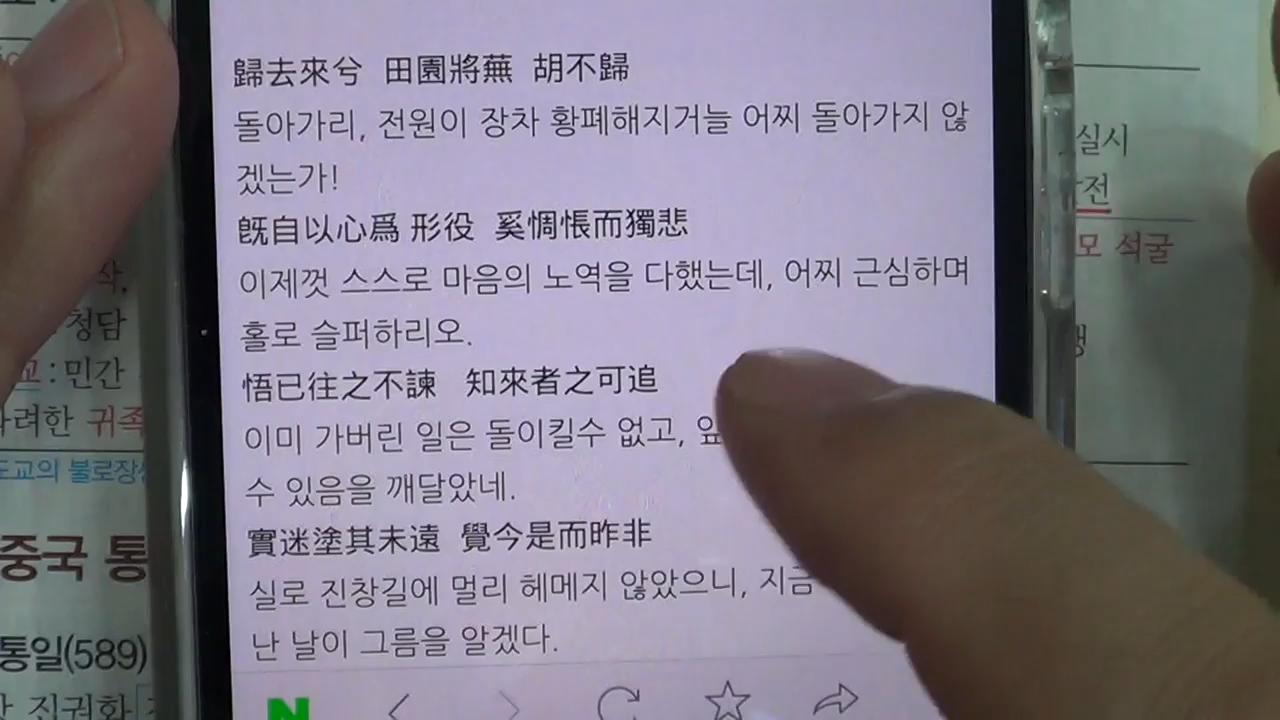 歸去來兮 田園將蕪 胡不歸
돌아가리, 전원이 장차 황폐해지거늘 어찌 돌아가지 않
겠는가!
旣自以心爲 形役 奚惆悵而獨悲
이제껏 스스로 마음의 노역을 다했는데, 어찌 근심하며
홀로 슬퍼하리오.
悟已往之不諫 知來者之可追
이미 가버린 일은 돌이킬수 없고,
수 있음을 깨달았네.
實迷塗其未遠 覺今是而昨非
실로 진창길에 멀리 헤메지 않았으니, 지금
난 날이 그름을 알겠다.
N
청담
민간
귀족
도교의
중국 통
통일(589)
진권화
실시
석굴